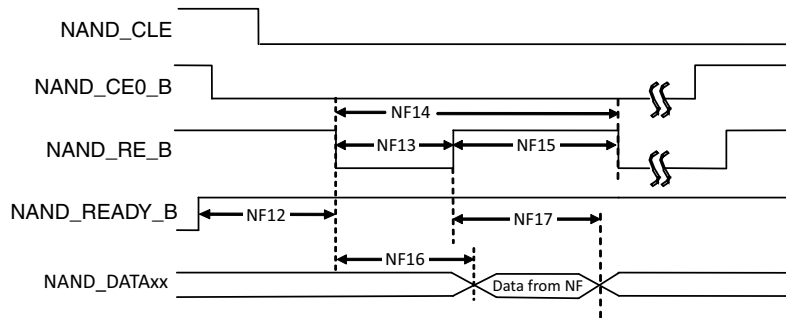 NAND_CLE
NAND_CE0_B
NF14
NAND_RE_B
NF13
NF15
NAND_READY_B
NF12
NF17
NF16
NAND_DATAxx
Data from NF